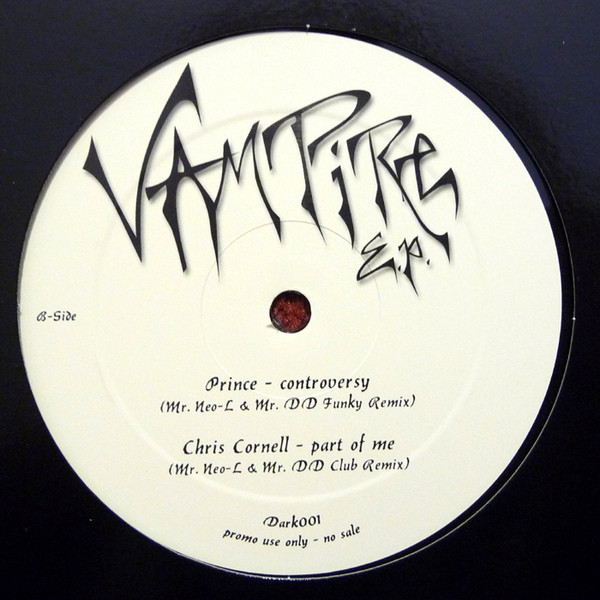 VAMPiRe
E.P.
B-Side
Prince - controversy
(Mr. Neo-L & Mr. DD Funky Remix)
Chris Cornell - part of me
(Mr. Neo-L & Mr. DD Club Remix)
Dark001
promo use only - no sale